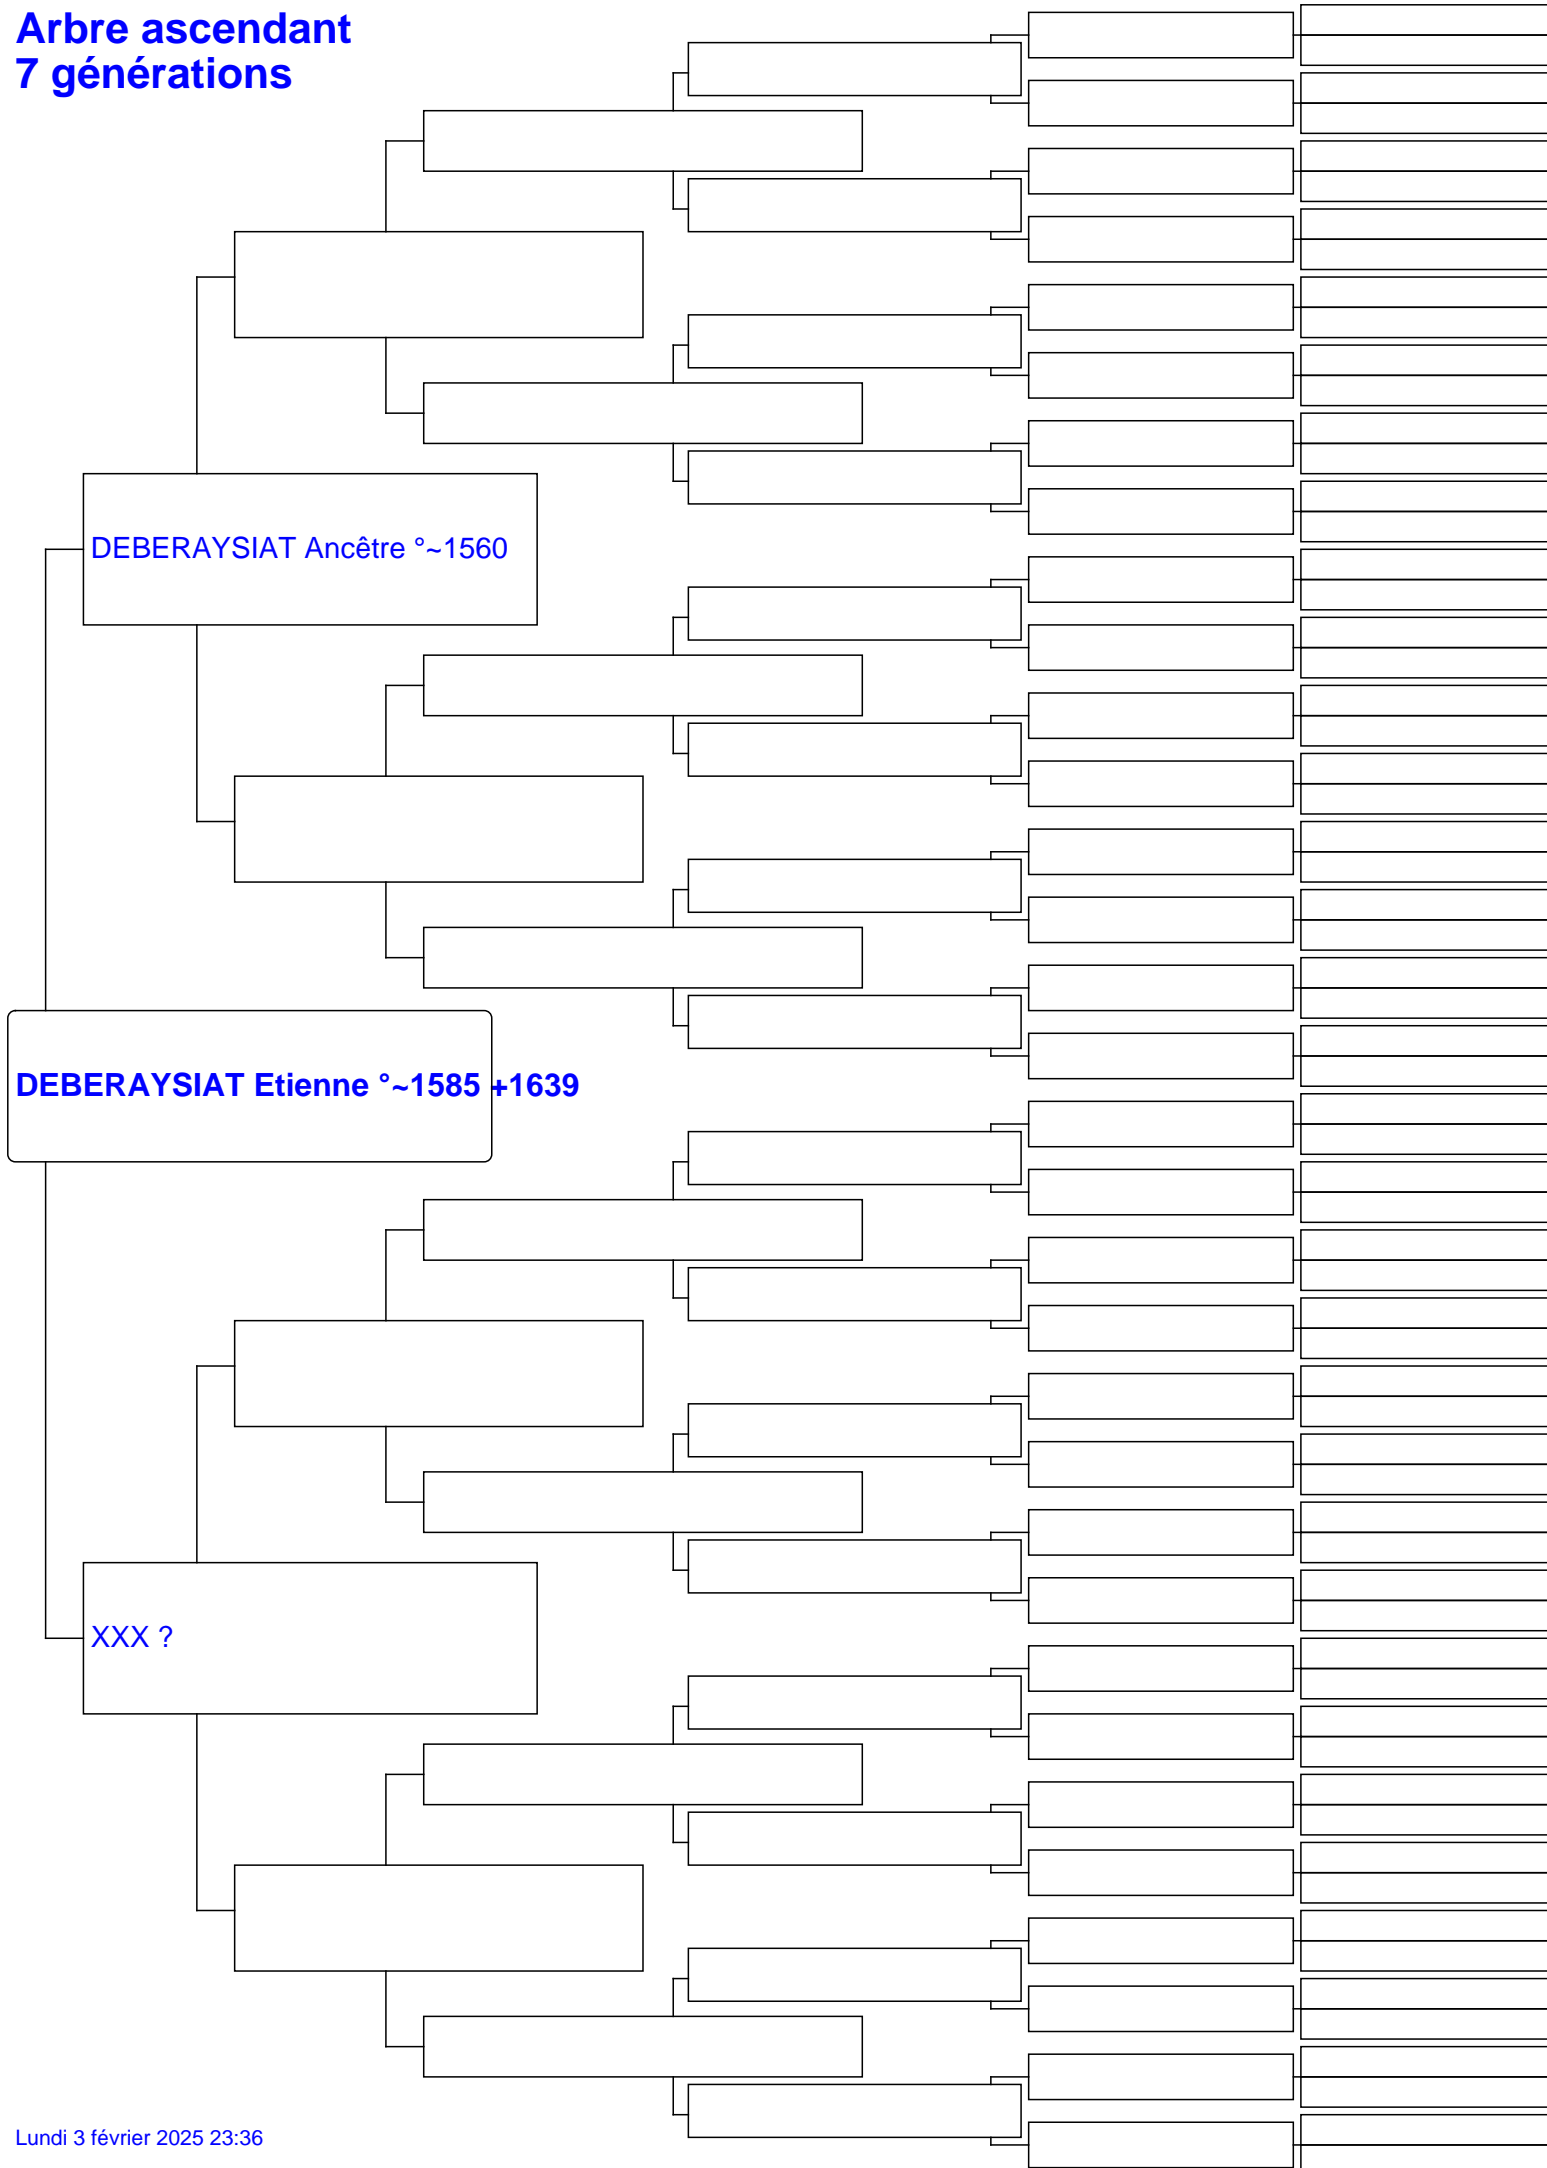 Arbre ascendant
7 générations
DEBERAYSIAT Ancêtre °~1560
DEBERAYSIAT Etienne °~1585 +1639
XXX ?
Lundi 3 février 2025 23:36